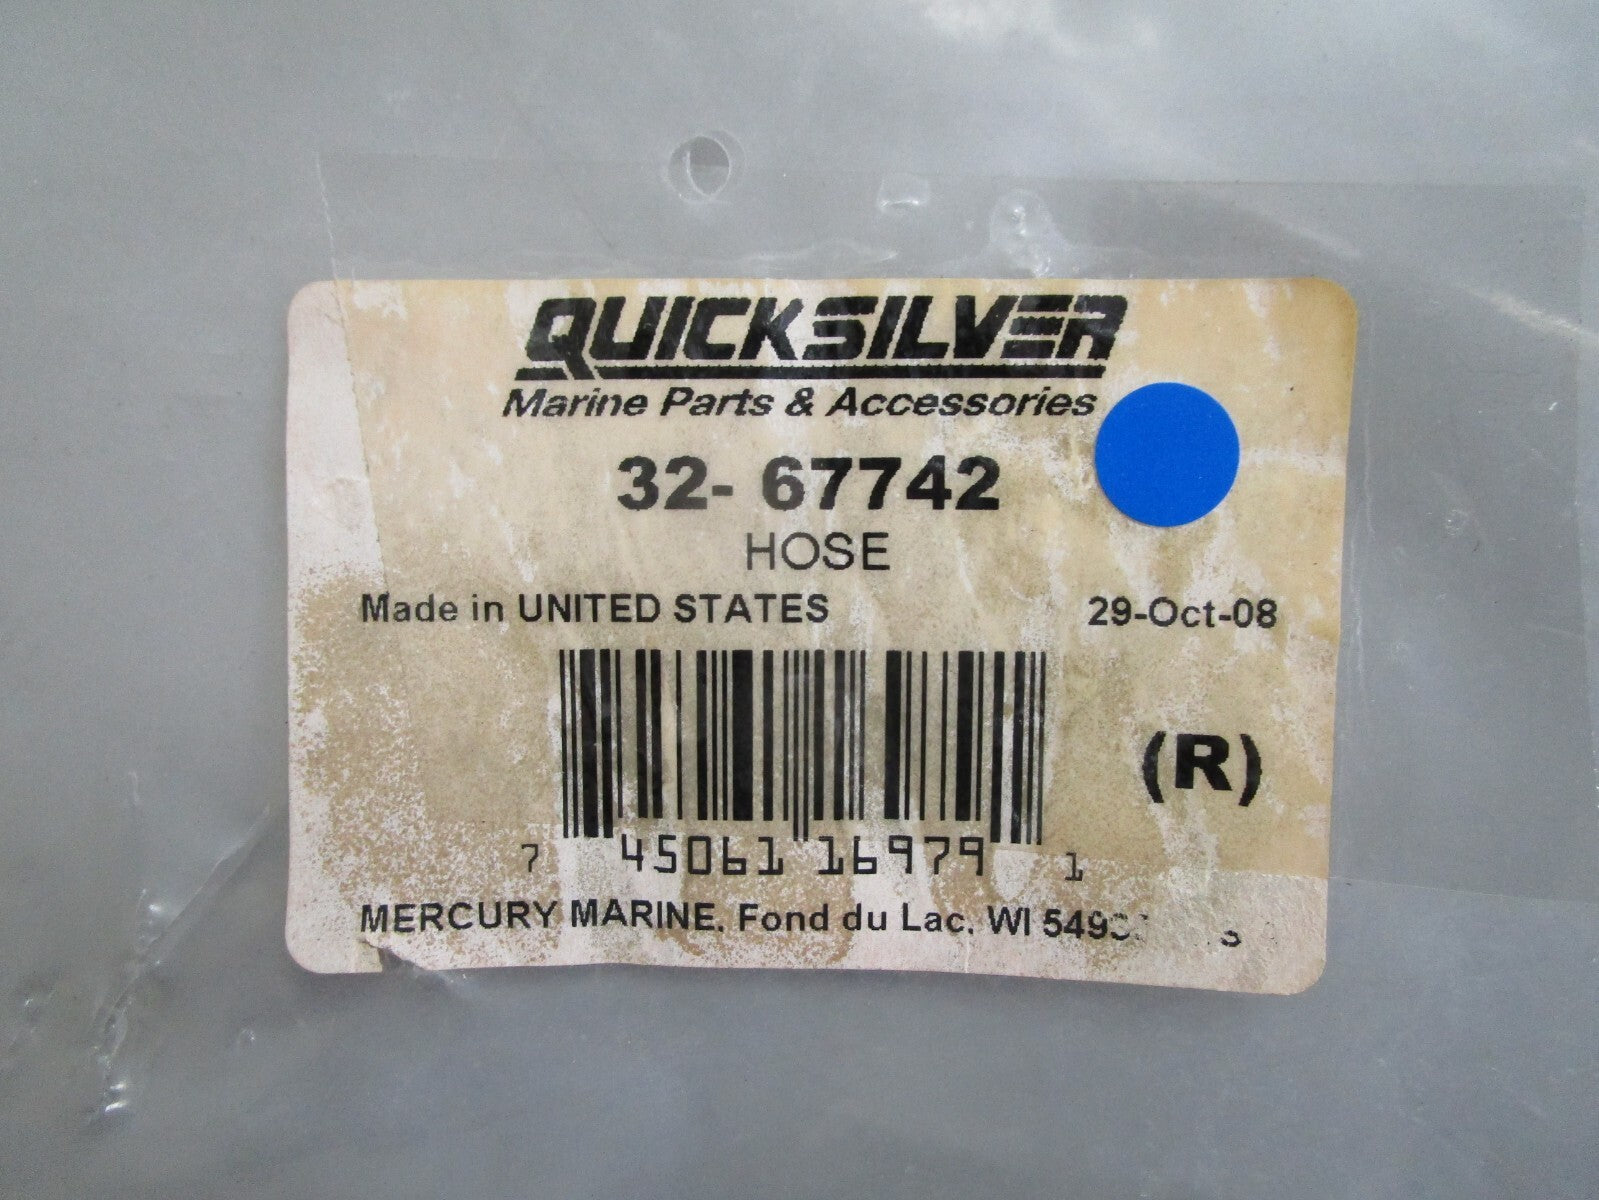 QUICKSILVER
Marine Parts & Accessories
32- 67742
HOSE
Made in UNITED STATES 29-Oct-08
(R)
7 45061 16979 1
MERCURY MARINE. Fond du Lac. WI